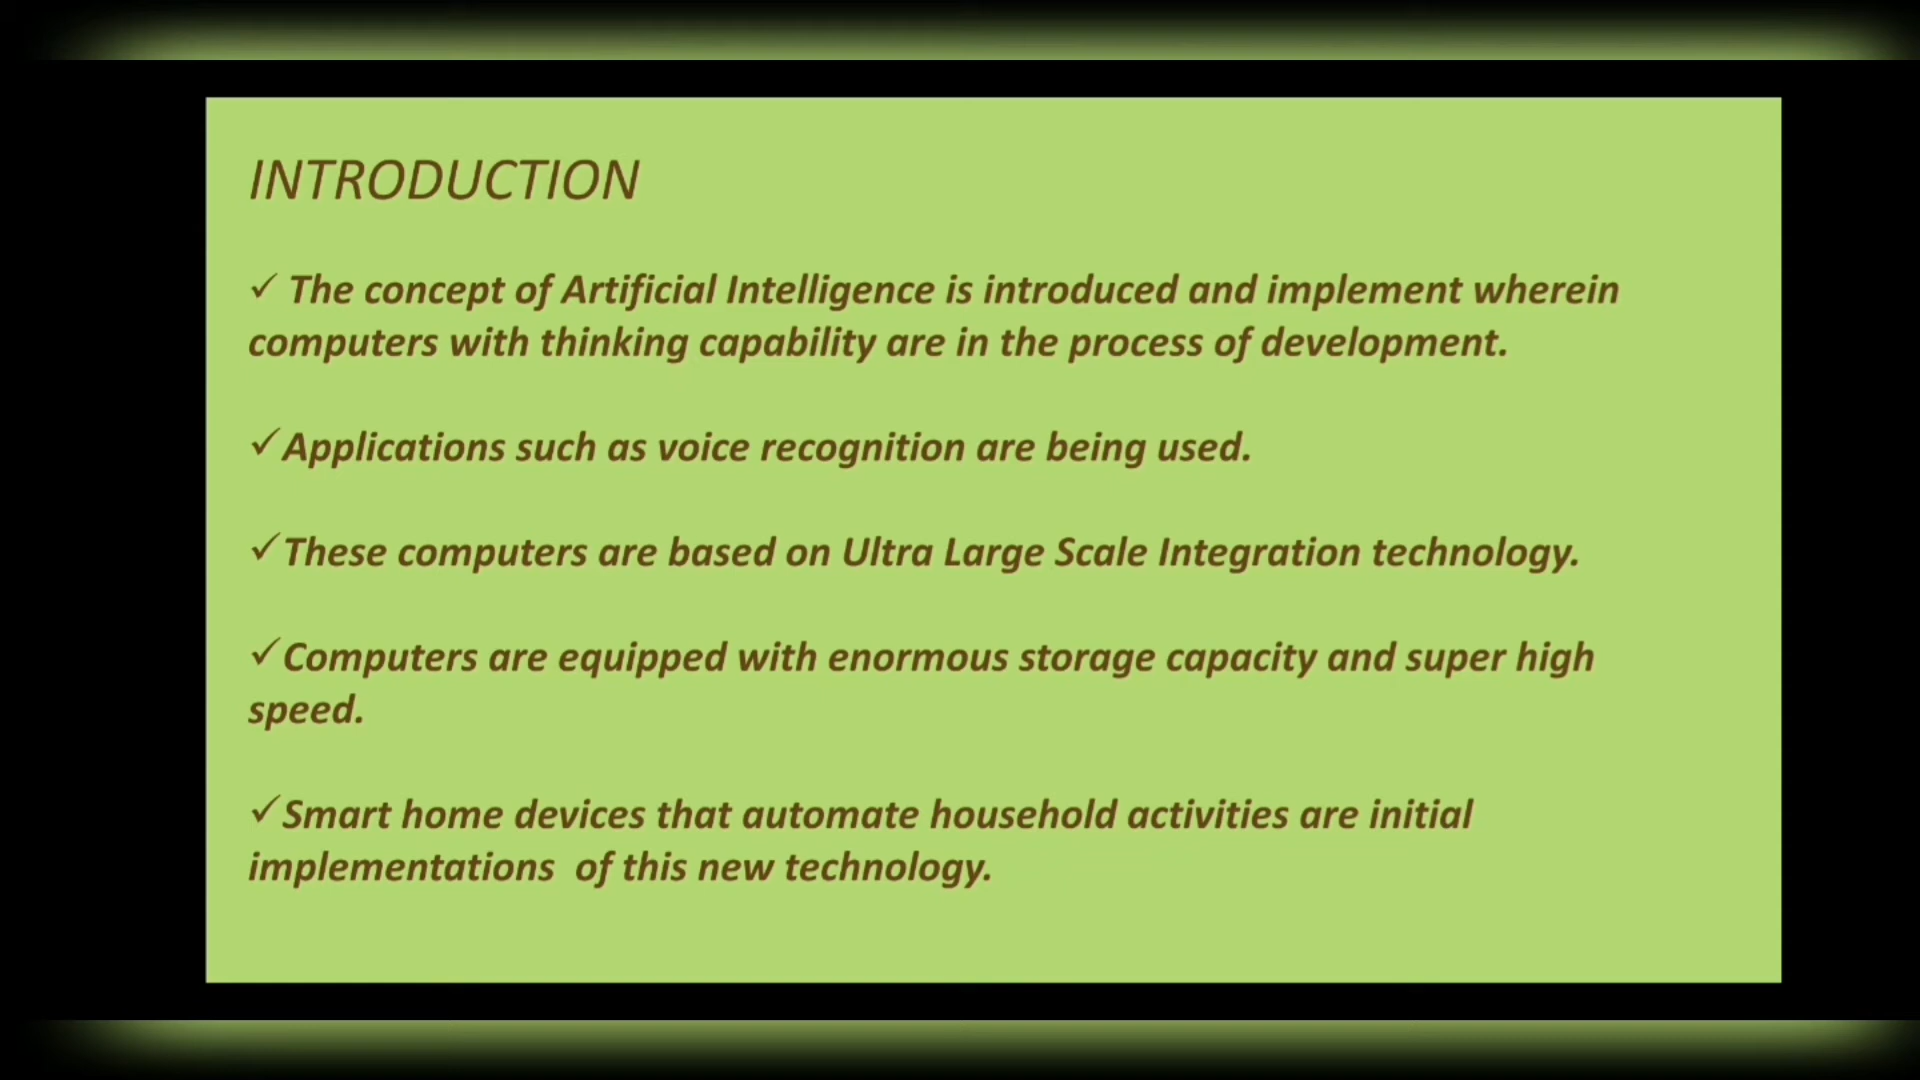 INTRODUCTION
✓ The concept of Artificial Intelligence is introduced and implement wherein
computers with thinking capability are in the process of development.
✓Applications such as voice recognition are being used.
✓These computers are based on Ultra Large Scale Integration technology.
✓Computers are equipped with enormous storage capacity and super high
speed.
✓Smart home devices that automate household activities are initial
implementations  of this new technology.